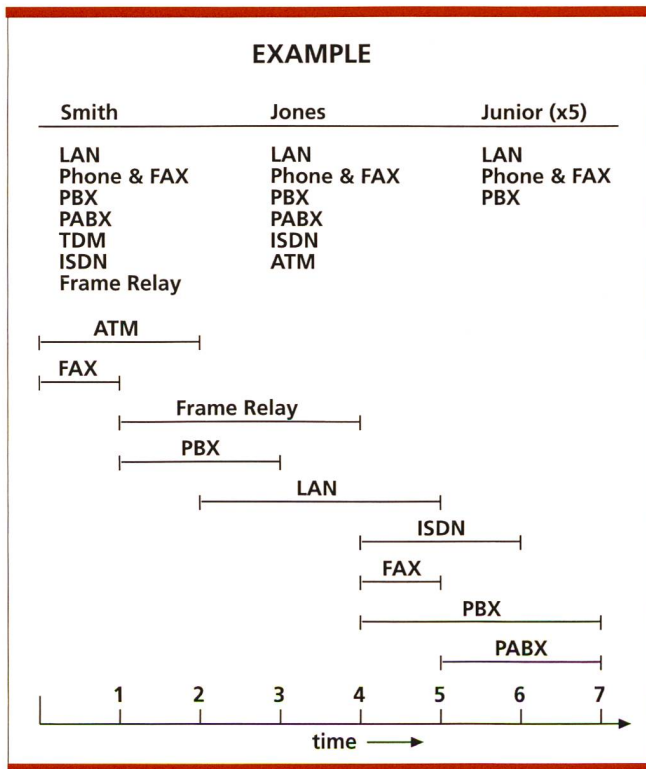 EXAMPLE
Smith Jones Junior (x5)
LAN LAN LAN
Phone & FAX Phone & FAX Phone & FAX
PBX PBX PBX
PABX PABX
TDM ISDN
ISDN ATM
Frame Relay
ATM
FAX
Frame Relay
PBX
LAN
ISDN
FAX
PBX
PABX
1 2 3 4 5 6 7
time